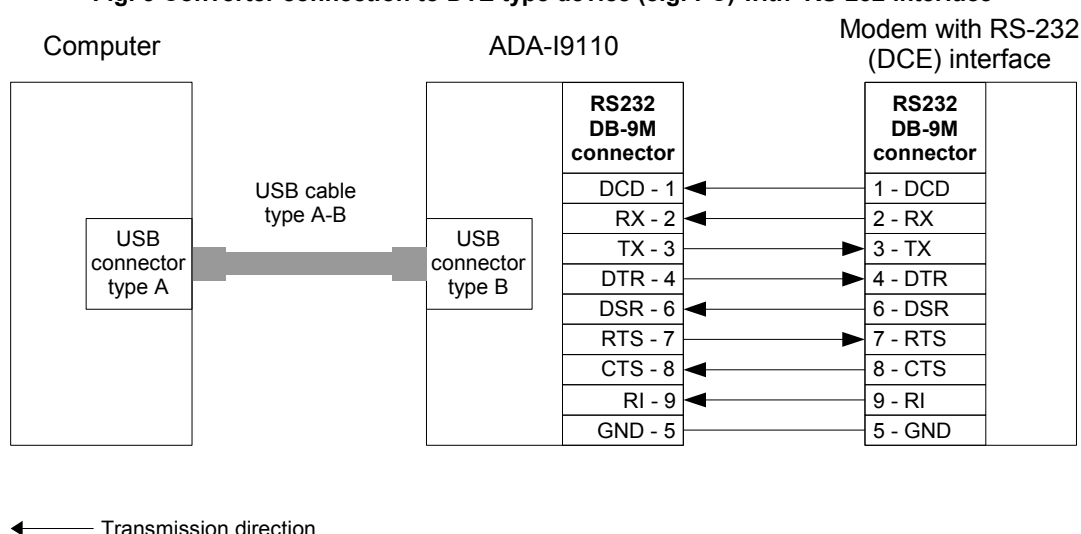 Computer
ADA-I9110
Modem with RS-232
(DCE) interface
RS232
DB-9M
connector
RS232
DB-9M
connector
USB cable
type A-B
USB
connector
type A
USB
connector
type B
DCD - 1
1 - DCD
RX - 2
2 - RX
TX - 3
3 - TX
DTR - 4
4 - DTR
DSR - 6
6 - DSR
RTS - 7
7 - RTS
CTS - 8
8 - CTS
RI - 9
9 - RI
GND - 5
5 - GND
Transmission direction